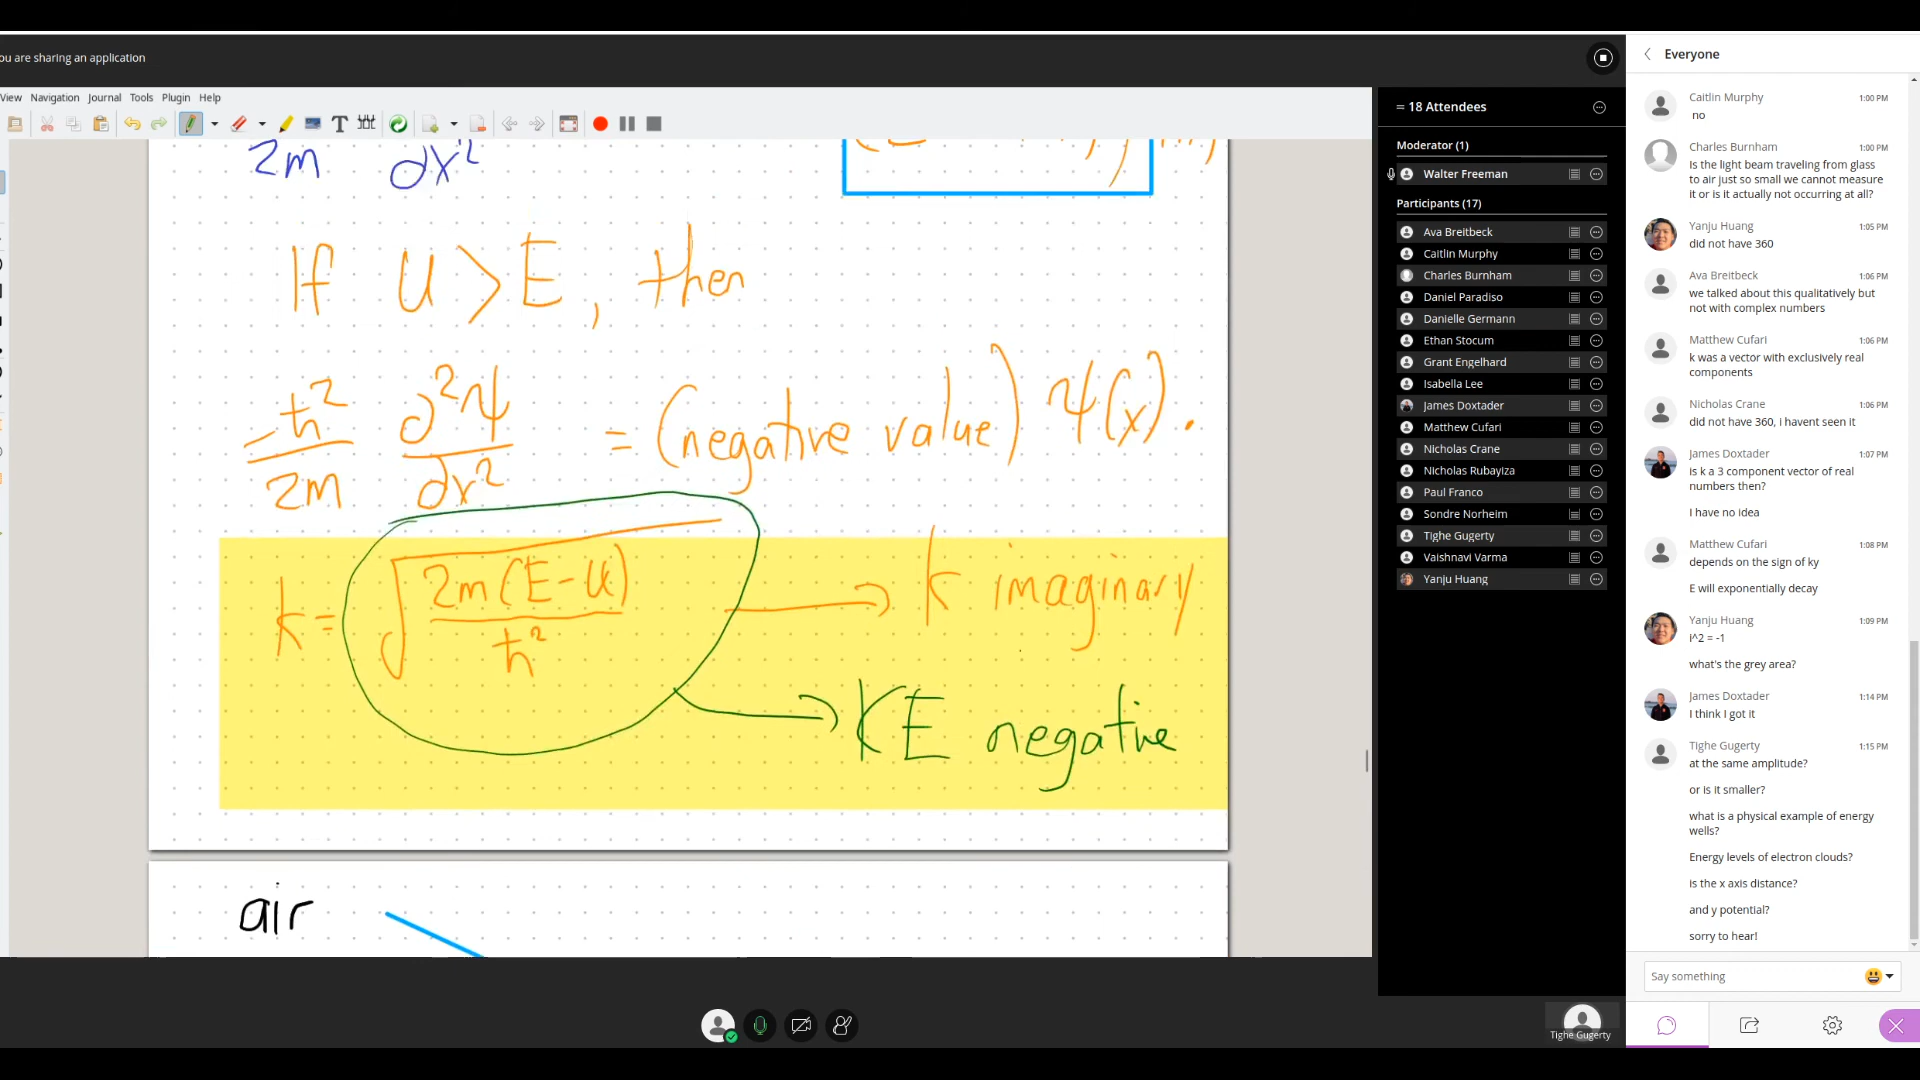 ou are sharing an application
View Navigation Journal Tools Plugin Help
2m dx²
If U > E, then
-ħ² ∂²ψ = (negative value) ψ(x).
2m dx²
k = √ 2m(E-U) → k imaginary
ħ²
→ KE negative
air
18 Attendees
Moderator (1)
Walter Freeman
Participants (17)
Ava Breitbeck
Caitlin Murphy
Charles Burnham
Daniel Paradiso
Danielle Germann
Ethan Stocum
Grant Engelhard
Isabella Lee
James Doxtader
Matthew Cufari
Nicholas Crane
Nicholas Rubayiza
Paul Franco
Sondre Norheim
Tighe Gugerty
Vaishnavi Varma
Yanju Huang
Tighe Gugerty
Everyone
Caitlin Murphy 1:00 PM
no
Charles Burnham 1:00 PM
Is the light beam traveling from glass
to air just so small we cannot measure
it or is it actually not occurring at all?
Yanju Huang 1:05 PM
did not have 360
Ava Breitbeck 1:06 PM
we talked about this qualitatively but
not with complex numbers
Matthew Cufari 1:06 PM
k was a vector with exclusively real
components
Nicholas Crane 1:06 PM
did not have 360, i havent seen it
James Doxtader 1:07 PM
is k a 3 component vector of real
numbers then?
I have no idea
Matthew Cufari 1:08 PM
depends on the sign of ky
E will exponentially decay
Yanju Huang 1:09 PM
i^2 = -1
what's the grey area?
James Doxtader 1:14 PM
I think I got it
Tighe Gugerty 1:15 PM
at the same amplitude?
or is it smaller?
what is a physical example of energy
wells?
Energy levels of electron clouds?
is the x axis distance?
and y potential?
sorry to hear!
Say something